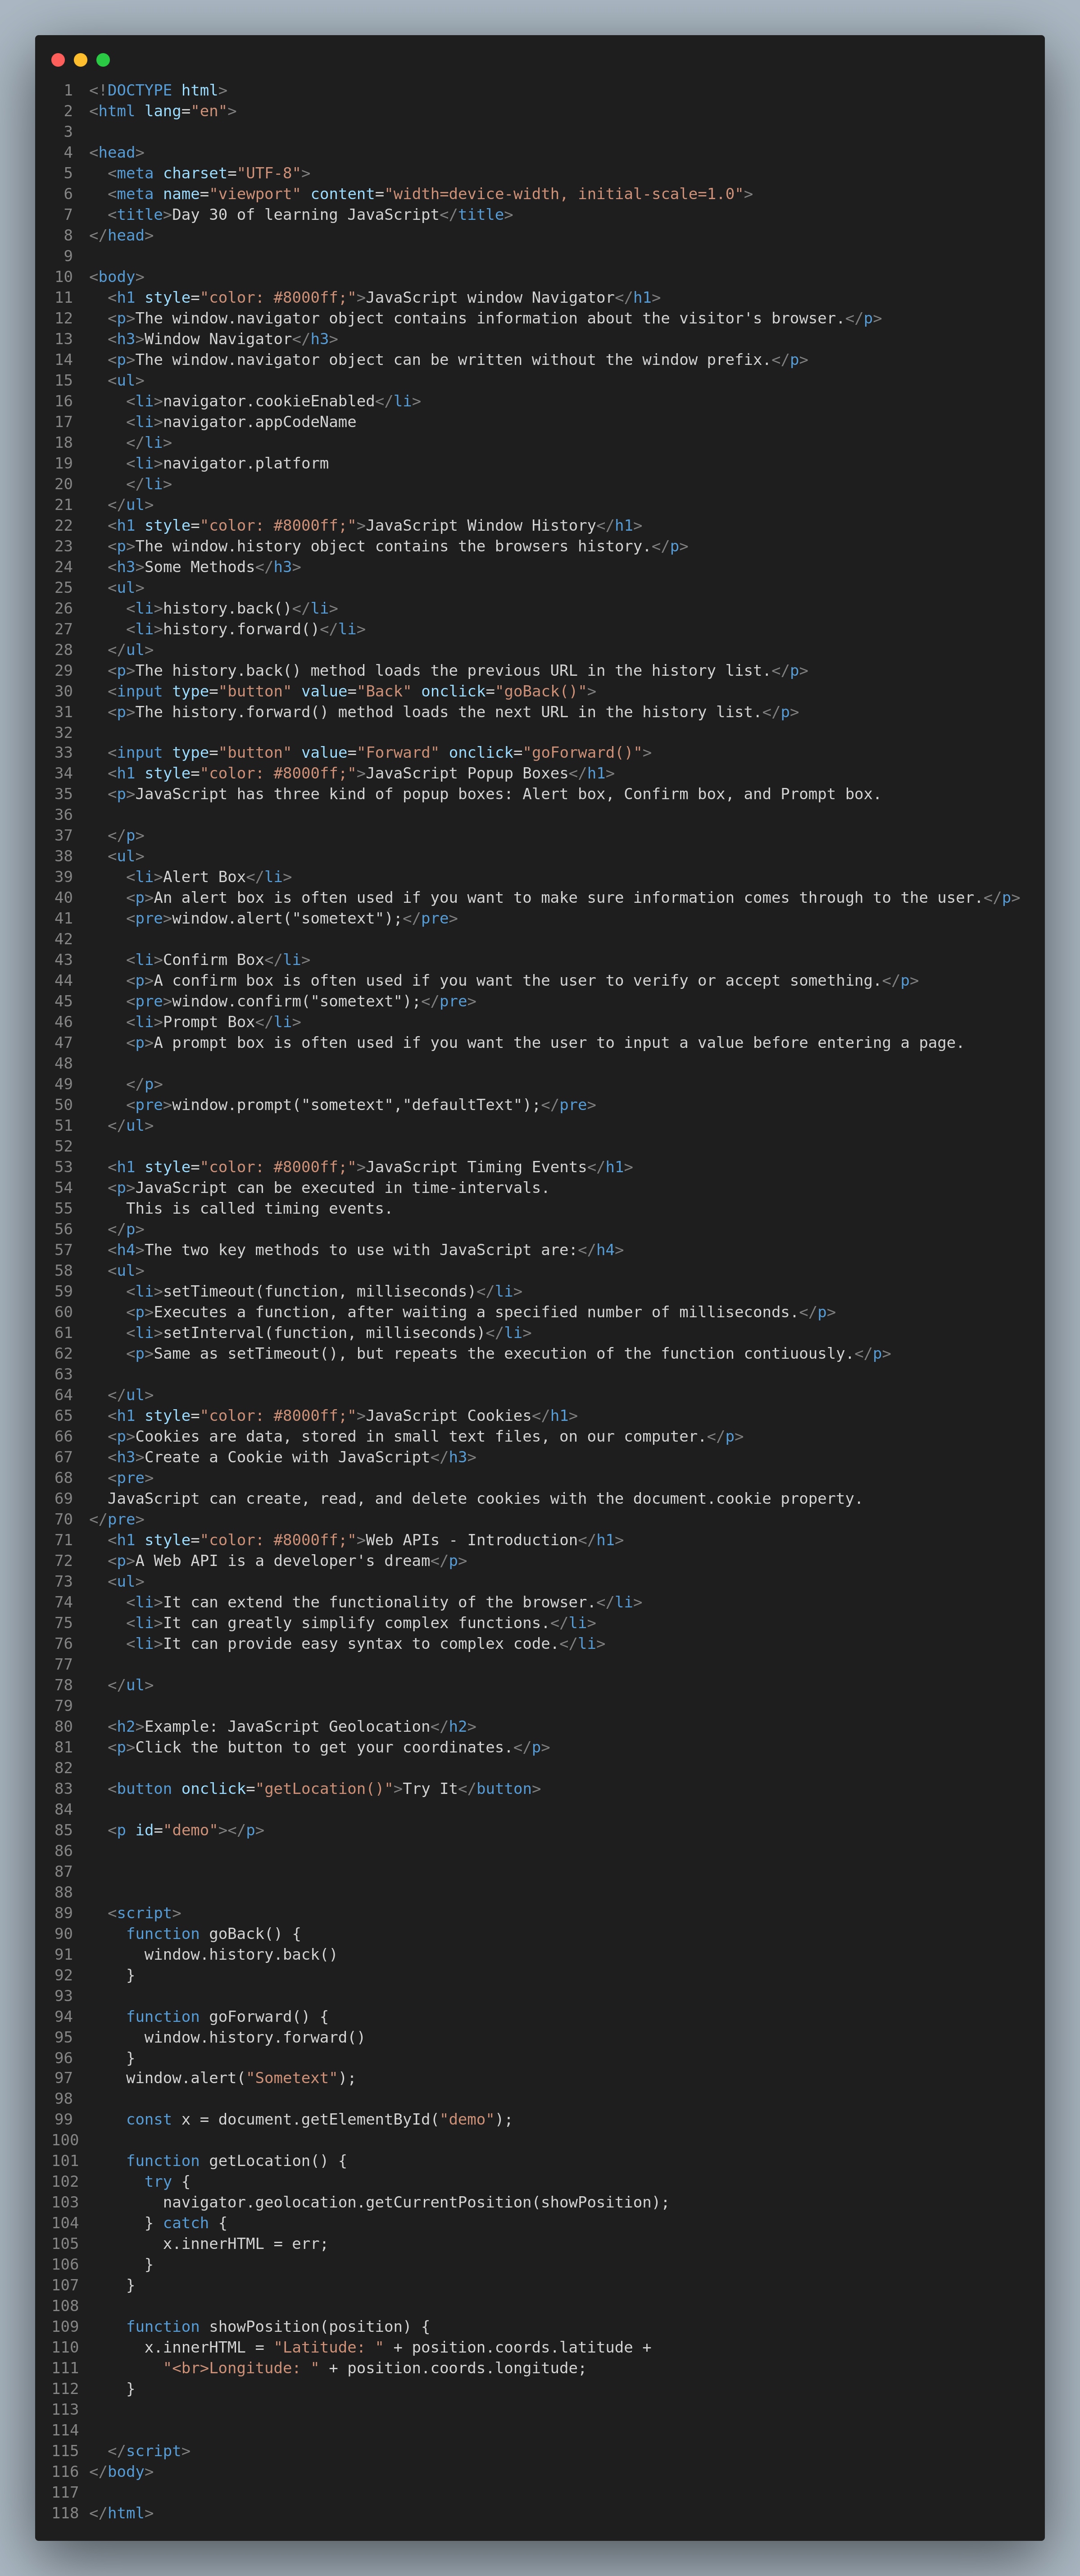 1 <!DOCTYPE html>
2 <html lang="en">
3
4 <head>
5   <meta charset="UTF-8">
6   <meta name="viewport" content="width=device-width, initial-scale=1.0">
7   <title>Day 30 of learning JavaScript</title>
8 </head>
9
10 <body>
11   <h1 style="color: #8000ff;">JavaScript window Navigator</h1>
12   <p>The window.navigator object contains information about the visitor's browser.</p>
13   <h3>Window Navigator</h3>
14   <p>The window.navigator object can be written without the window prefix.</p>
15   <ul>
16     <li>navigator.cookieEnabled</li>
17     <li>navigator.appCodeName
18     </li>
19     <li>navigator.platform
20     </li>
21   </ul>
22   <h1 style="color: #8000ff;">JavaScript Window History</h1>
23   <p>The window.history object contains the browsers history.</p>
24   <h3>Some Methods</h3>
25   <ul>
26     <li>history.back()</li>
27     <li>history.forward()</li>
28   </ul>
29   <p>The history.back() method loads the previous URL in the history list.</p>
30   <input type="button" value="Back" onclick="goBack()">
31   <p>The history.forward() method loads the next URL in the history list.</p>
32
33   <input type="button" value="Forward" onclick="goForward()">
34   <h1 style="color: #8000ff;">JavaScript Popup Boxes</h1>
35   <p>JavaScript has three kind of popup boxes: Alert box, Confirm box, and Prompt box.
36
37   </p>
38   <ul>
39     <li>Alert Box</li>
40     <p>An alert box is often used if you want to make sure information comes through to the user.</p>
41     <pre>window.alert("sometext");</pre>
42
43     <li>Confirm Box</li>
44     <p>A confirm box is often used if you want the user to verify or accept something.</p>
45     <pre>window.confirm("sometext");</pre>
46     <li>Prompt Box</li>
47     <p>A prompt box is often used if you want the user to input a value before entering a page.
48
49     </p>
50     <pre>window.prompt("sometext","defaultText");</pre>
51   </ul>
52
53   <h1 style="color: #8000ff;">JavaScript Timing Events</h1>
54   <p>JavaScript can be executed in time-intervals.
55     This is called timing events.
56   </p>
57   <h4>The two key methods to use with JavaScript are:</h4>
58   <ul>
59     <li>setTimeout(function, milliseconds)</li>
60     <p>Executes a function, after waiting a specified number of milliseconds.</p>
61     <li>setInterval(function, milliseconds)</li>
62     <p>Same as setTimeout(), but repeats the execution of the function contiuously.</p>
63
64   </ul>
65   <h1 style="color: #8000ff;">JavaScript Cookies</h1>
66   <p>Cookies are data, stored in small text files, on our computer.</p>
67   <h3>Create a Cookie with JavaScript</h3>
68   <pre>
69   JavaScript can create, read, and delete cookies with the document.cookie property.
70 </pre>
71   <h1 style="color: #8000ff;">Web APIs - Introduction</h1>
72   <p>A Web API is a developer's dream</p>
73   <ul>
74     <li>It can extend the functionality of the browser.</li>
75     <li>It can greatly simplify complex functions.</li>
76     <li>It can provide easy syntax to complex code.</li>
77
78   </ul>
79
80   <h2>Example: JavaScript Geolocation</h2>
81   <p>Click the button to get your coordinates.</p>
82
83   <button onclick="getLocation()">Try It</button>
84
85   <p id="demo"></p>
86
87
88
89   <script>
90     function goBack() {
91       window.history.back()
92     }
93
94     function goForward() {
95       window.history.forward()
96     }
97     window.alert("Sometext");
98
99     const x = document.getElementById("demo");
100
101     function getLocation() {
102       try {
103         navigator.geolocation.getCurrentPosition(showPosition);
104       } catch {
105         x.innerHTML = err;
106       }
107     }
108
109     function showPosition(position) {
110       x.innerHTML = "Latitude: " + position.coords.latitude +
111         "<br>Longitude: " + position.coords.longitude;
112     }
113
114
115   </script>
116 </body>
117
118 </html>